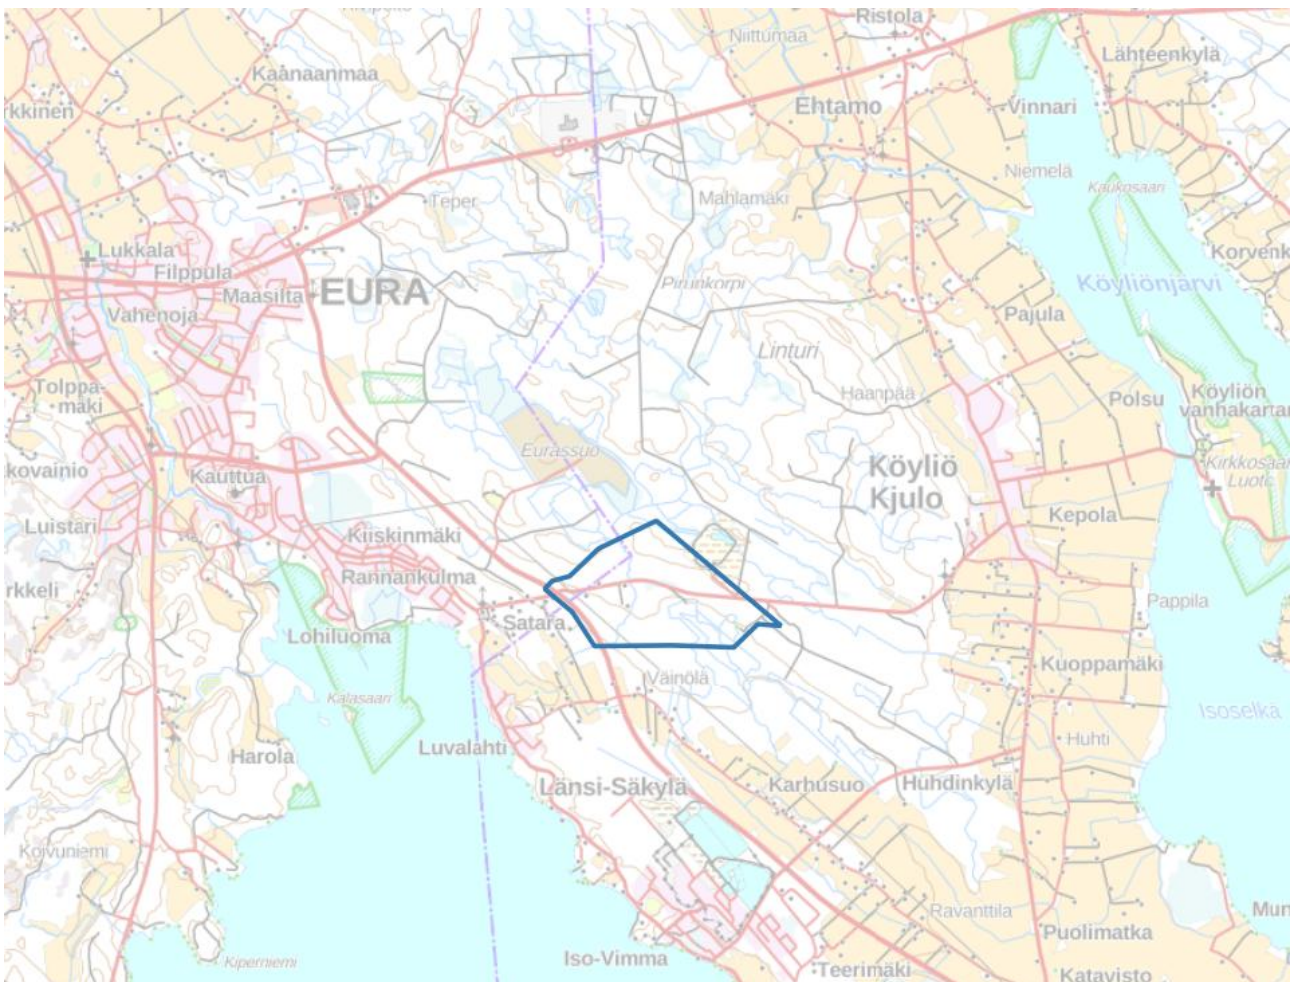 Ristola
Niittumaa
Lähteenkylä
Kaanaanmaa
rkkinen
Ehtamo
Vinnari
Niemelä
Kaukosaari
Teper
Mahlamäki
Lukkala
Filppula
Korvenk
Maasilta
EURA
Pirunkorpi
Köyliönjärvi
Vahenoja
Pajula
Linturi
Tolppa-
mäki
Haanpää
Polsu
Köyliön
vanhakartan
Eurassuo
kovainio
Kauttua
Köyliö
Kjulo
Kirkkosaari
Luoto
Luistari
Kiiskinmäki
Kepola
Rannankulma
rkkeli
Pappila
Satara
Lohiluoma
Kuoppamäki
Väinölä
Kalasaari
Isoselkä
Huhti
Luvalahti
Harola
Länsi-Säkylä
Karhusuo
Huhdinkylä
Koivuniemi
Ravanttila
Mun
Puolimatka
Iso-Vimma
Kiperniemi
Teerimäki
Katavisto